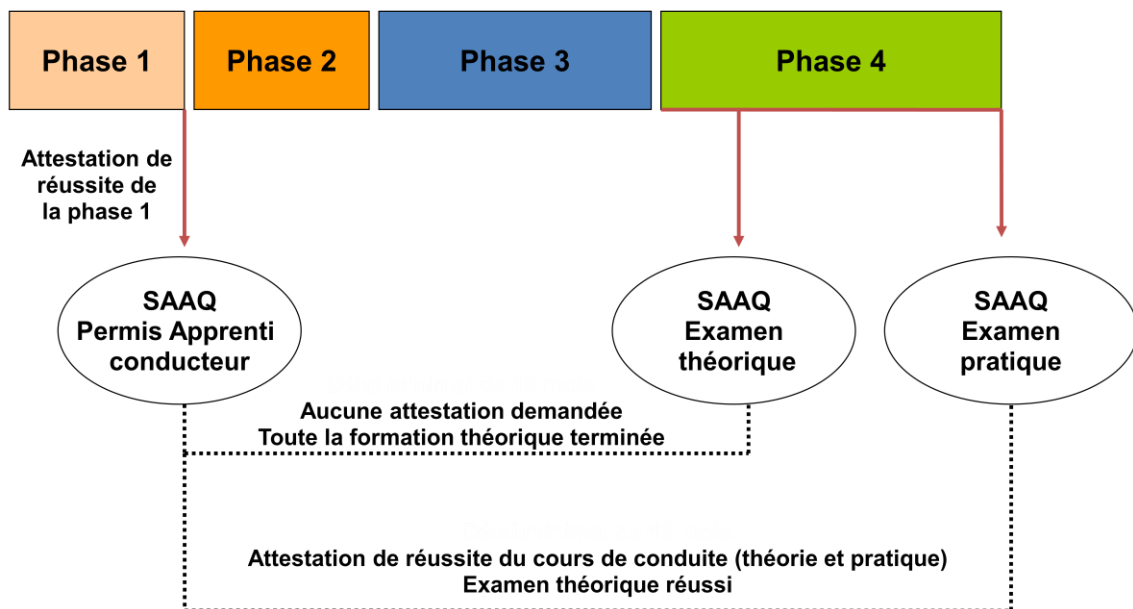 Phase 1
Phase 2
Phase 3
Phase 4
Attestation de
réussite de
la phase 1
SAAQ
Permis Apprenti
conducteur
SAAQ
Examen
théorique
SAAQ
Examen
pratique
Aucune attestation demandée
Toute la formation théorique terminée
Attestation de réussite du cours de conduite (théorie et pratique)
Examen théorique réussi